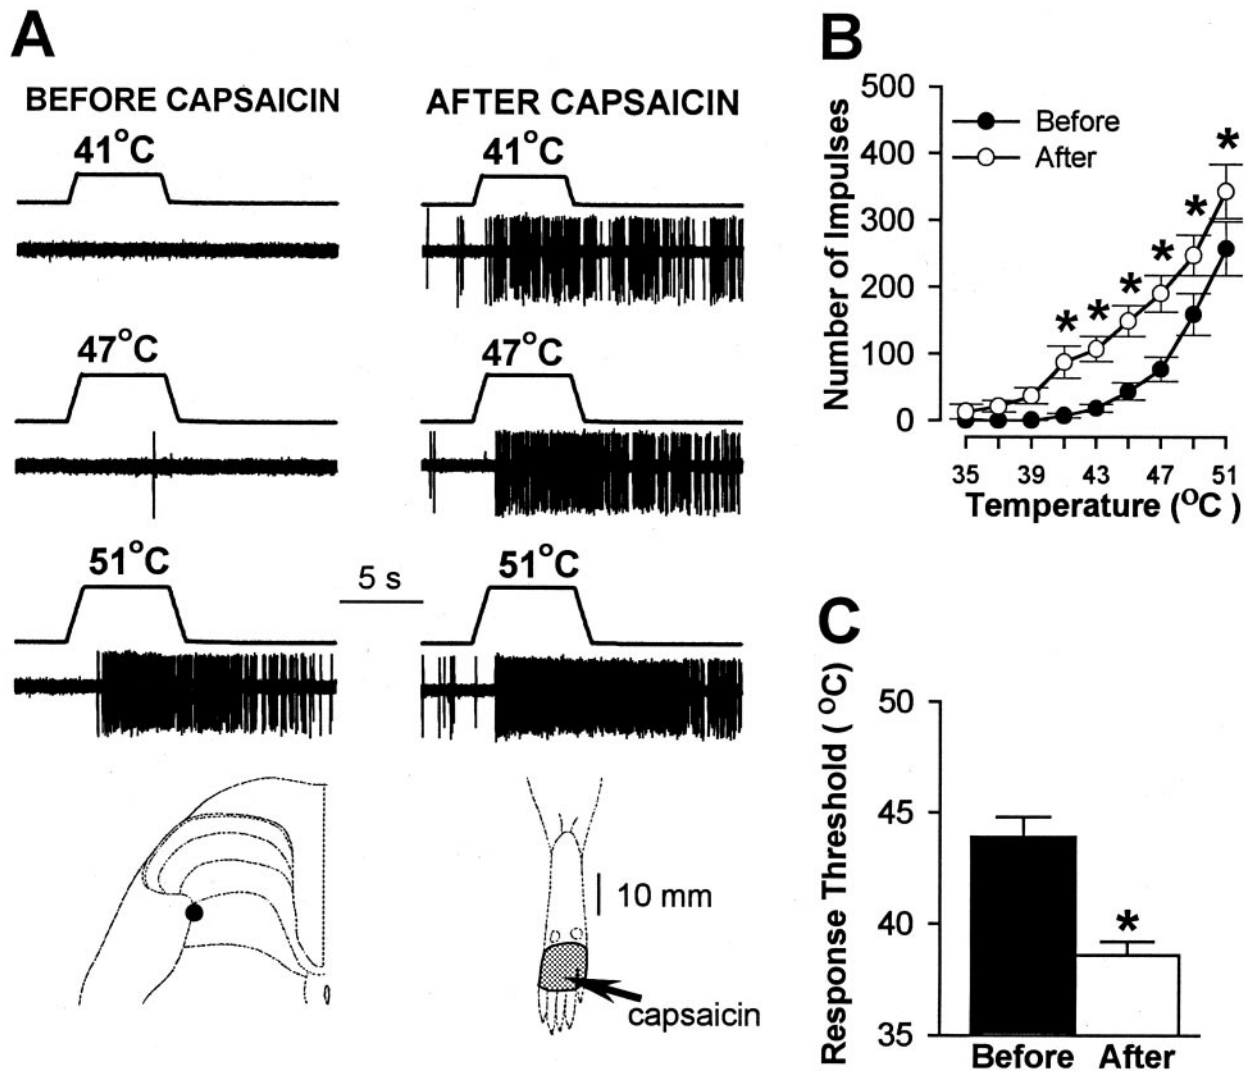 A
BEFORE CAPSAICIN
AFTER CAPSAICIN
41°C
41°C
47°C
47°C
51°C
5 s
51°C
10 mm
capsaicin
B
500
400
300
200
100
0
Number of Impulses
Before
After
*
*
*
*
*
*
35 39 43 47 51
Temperature (°C )
C
50
45
40
35
Response Threshold ( °C)
*
Before After